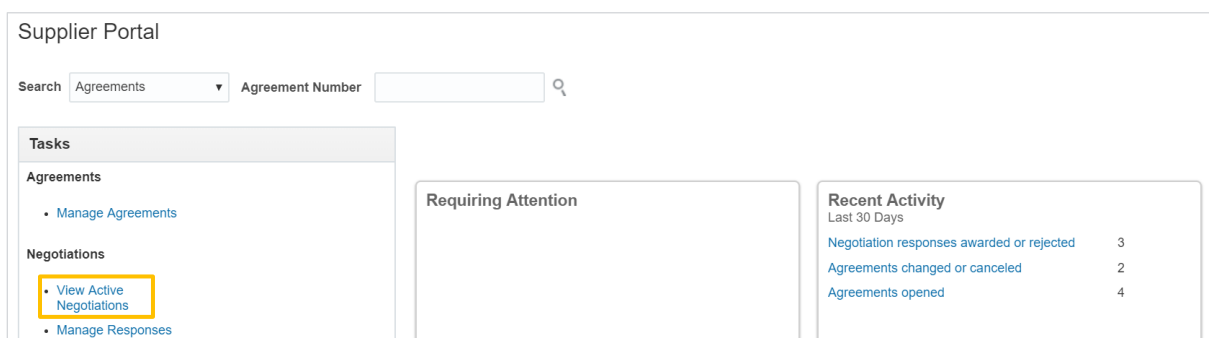 Supplier Portal
Search Agreements Agreement Number
Tasks
Agreements
Manage Agreements
Negotiations
View Active
Negotiations
Manage Responses
Requiring Attention
Recent Activity
Last 30 Days
Negotiation responses awarded or rejected 3
Agreements changed or canceled 2
Agreements opened 4